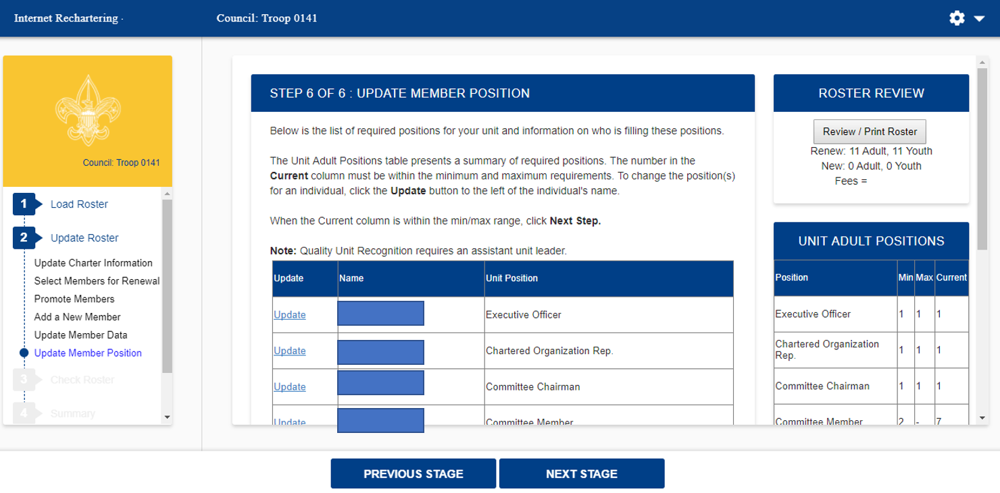 Internet Rechartering -
Council: Troop 0141
Council: Troop 0141
1 Load Roster
2 Update Roster
Update Charter Information
Select Members for Renewal
Promote Members
Add a New Member
Update Member Data
Update Member Position
3 Check Roster
4 Summary
STEP 6 OF 6 : UPDATE MEMBER POSITION
Below is the list of required positions for your unit and information on who is filling these positions.
The Unit Adult Positions table presents a summary of required positions. The number in the
Current column must be within the minimum and maximum requirements. To change the position(s)
for an individual, click the Update button to the left of the individual's name.
When the Current column is within the min/max range, click Next Step.
Note: Quality Unit Recognition requires an assistant unit leader.
Update Name Unit Position
Update Executive Officer
Update Chartered Organization Rep.
Update Committee Chairman
Update Committee Member
ROSTER REVIEW
Review / Print Roster
Renew: 11 Adult, 11 Youth
New: 0 Adult, 0 Youth
Fees =
UNIT ADULT POSITIONS
Position Min Max Current
Executive Officer 1 1 1
Chartered Organization
Rep. 1 1 1
Committee Chairman 1 1 1
Committee Member 2 - 7
PREVIOUS STAGE
NEXT STAGE